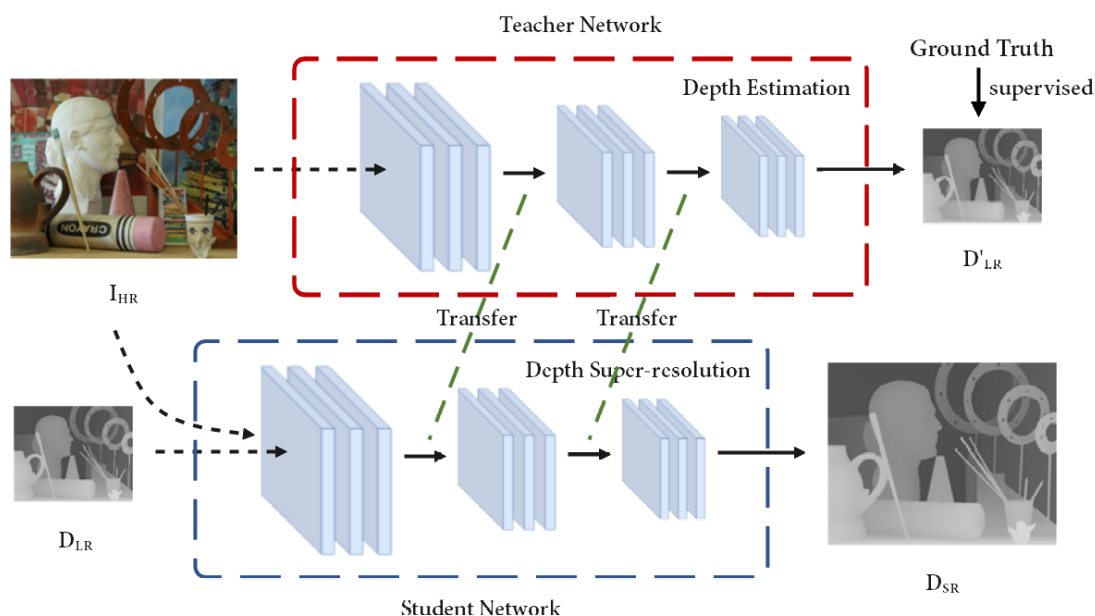 Teacher Network
Ground Truth
Depth Estimation
supervised
CRAYON
D'LR
IHR
Transfer
Transfer
Depth Super-resolution
DLR
DSR
Student Network